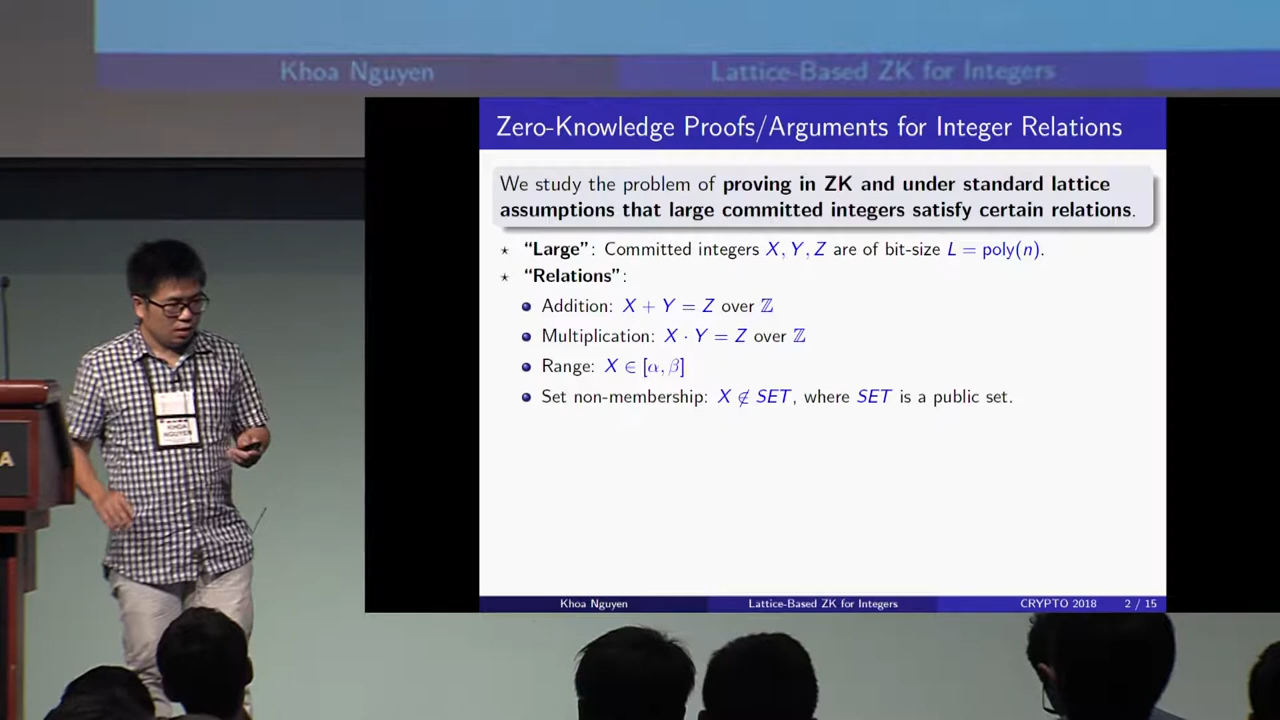 Khoa Nguyen Lattice-Based ZK for Integers
Zero-Knowledge Proofs/Arguments for Integer Relations
We study the problem of proving in ZK and under standard lattice
assumptions that large committed integers satisfy certain relations.
⋆ “Large”: Committed integers X, Y, Z are of bit-size L = poly(n).
⋆ “Relations”:
• Addition: X + Y = Z over ℤ
• Multiplication: X · Y = Z over ℤ
• Range: X ∈ [α, β]
• Set non-membership: X ∉ SET, where SET is a public set.
Khoa Nguyen Lattice-Based ZK for Integers CRYPTO 2018 2 / 15
KHOA
NGUYEN
A